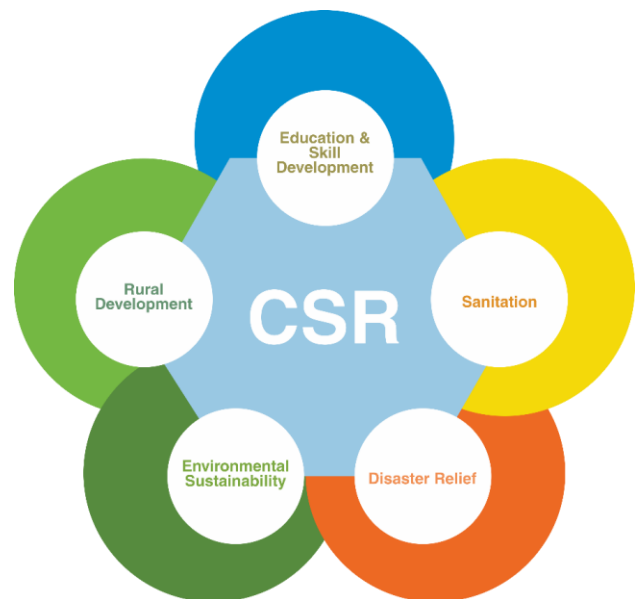 Education &
Skill
Development
Rural
Development
CSR
Sanitation
Environmental
Sustainability
Disaster Relief